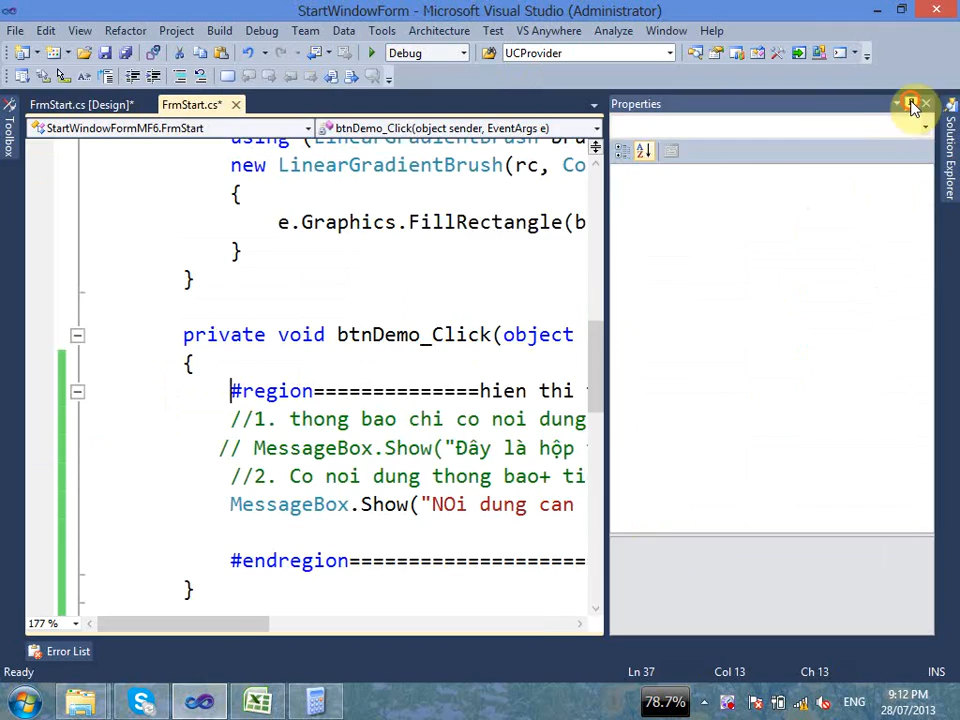 StartWindowForm - Microsoft Visual Studio (Administrator)
File Edit View Refactor Project Build Debug Team Data Tools Architecture Test VS Anywhere Analyze Window Help
Debug UCProvider
FrmStart.cs [Design]* FrmStart.cs* Properties
StartWindowFormMF6.FrmStart btnDemo_Click(object sender, EventArgs e)
using (LinearGradientBrush bru
new LinearGradientBrush(rc, Co
{
e.Graphics.FillRectangle(b
}
}
private void btnDemo_Click(object
{
#region==============hien thi
//1. thong bao chi co noi dung
// MessageBox.Show("Đây là hộp
//2. Co noi dung thong bao+ ti
MessageBox.Show("NOi dung can
#endregion====================
}
177 %
Toolbox
Solution Explorer
Error List
Ready Ln 37 Col 13 Ch 13 INS
78.7% ENG 9:12 PM
28/07/2013